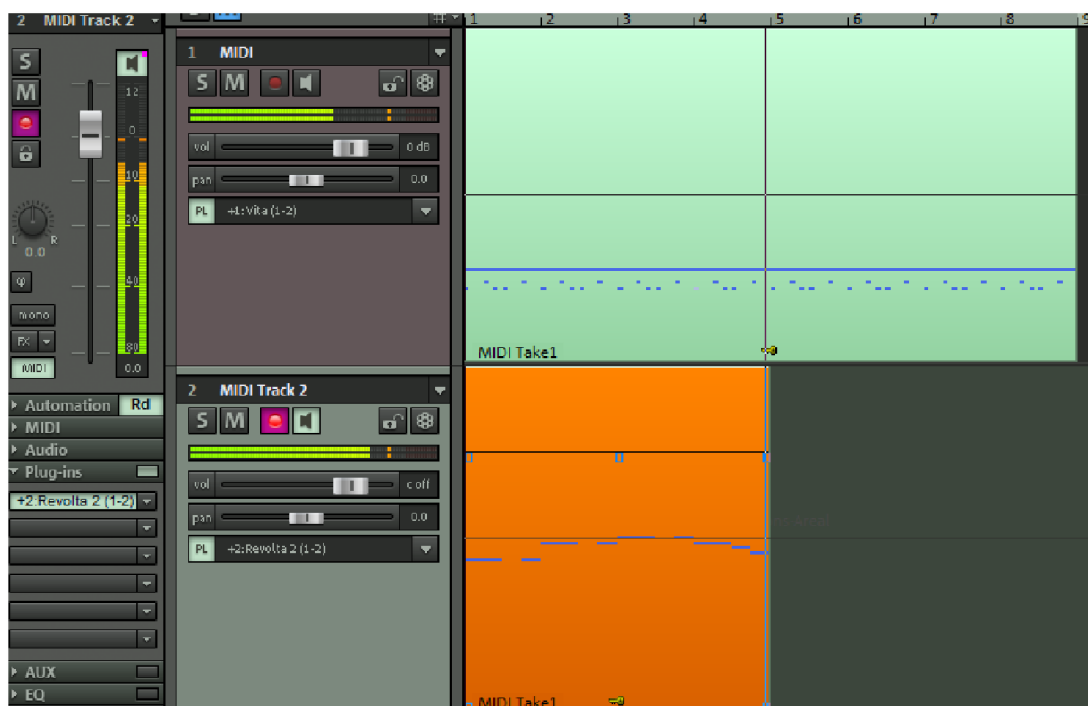 2 MIDI Track 2
1 2 3 4 5 6 7 8 9
S
M
12
0
10
20
40
80
L R
0.0
φ
mono
FX
MIDI 0.0
Automation Rd
MIDI
Audio
Plug-ins
+2:Revolta 2 (1-2)
AUX
EQ
1 MIDI
S M
vol 0 dB
pan 0.0
PL +1:Vita (1-2)
MIDI Take1
2 MIDI Track 2
S M
vol c off
pan 0.0
PL +2:Revolta 2 (1-2)
MIDI Take1